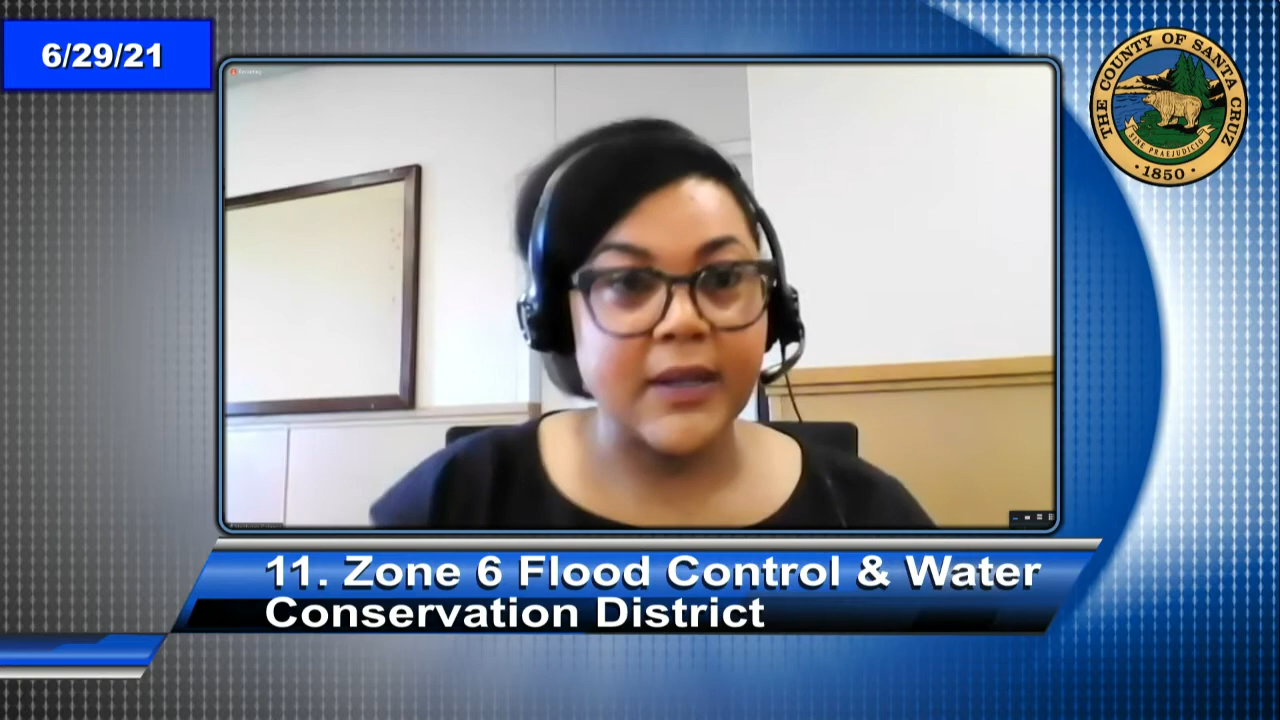 6/29/21
THE COUNTY OF SANTA CRUZ
SINE PRAEJUDICIO
• 1850 •
11. Zone 6 Flood Control & Water
Conservation District